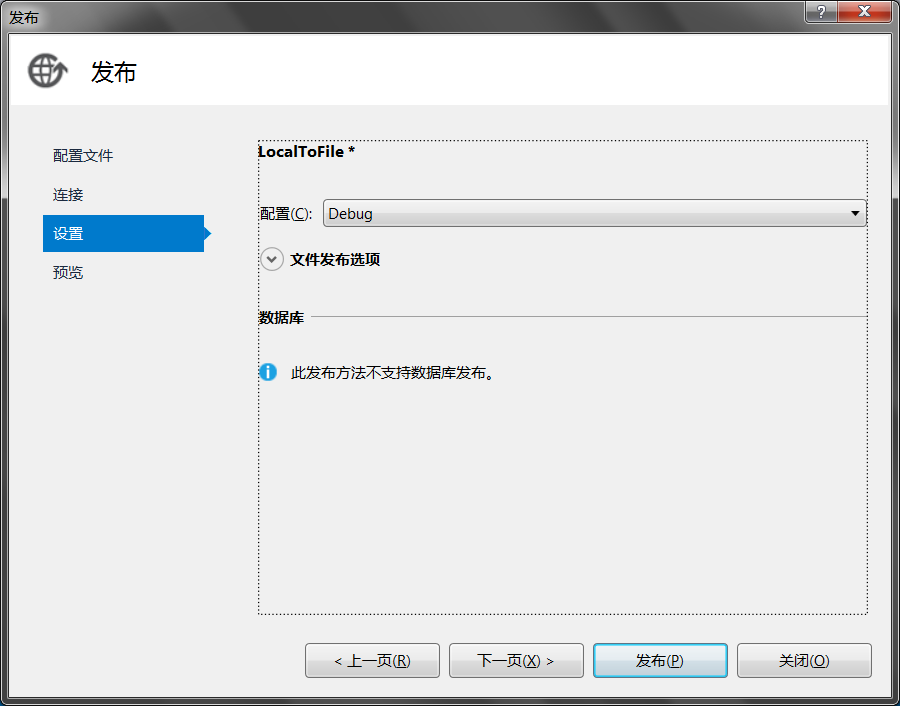 发布
?
发布
配置文件
连接
设置
预览
LocalToFile *
配置(C): Debug
文件发布选项
数据库
此发布方法不支持数据库发布。
< 上一页(R) 下一页(X) > 发布(P) 关闭(O)